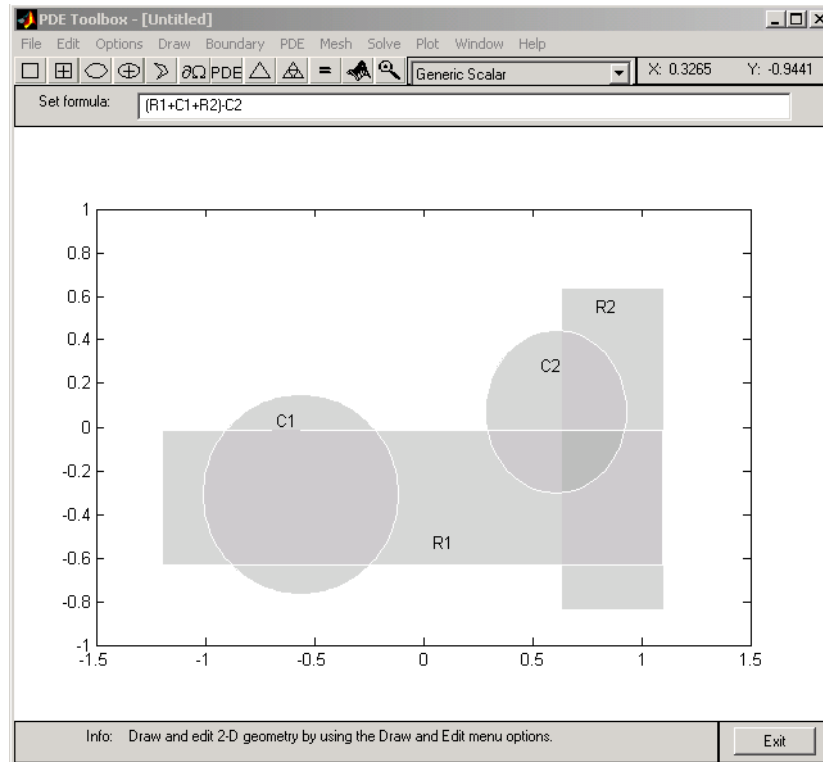 PDE Toolbox - [Untitled]
File Edit Options Draw Boundary PDE Mesh Solve Plot Window Help
∂Ω PDE = Generic Scalar X: 0.3265 Y: -0.9441
Set formula: (R1+C1+R2)-C2
1
0.8
0.6
0.4
0.2
0
-0.2
-0.4
-0.6
-0.8
-1
R2
C2
C1
R1
-1.5 -1 -0.5 0 0.5 1 1.5
Info: Draw and edit 2-D geometry by using the Draw and Edit menu options.
Exit